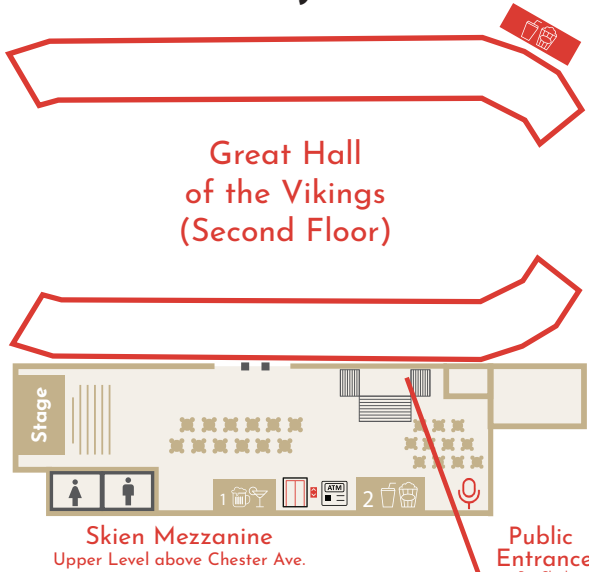 Great Hall
of the Vikings
(Second Floor)
Stage
1
ATM
2
Skien Mezzanine
Upper Level above Chester Ave.
Public
Entrance